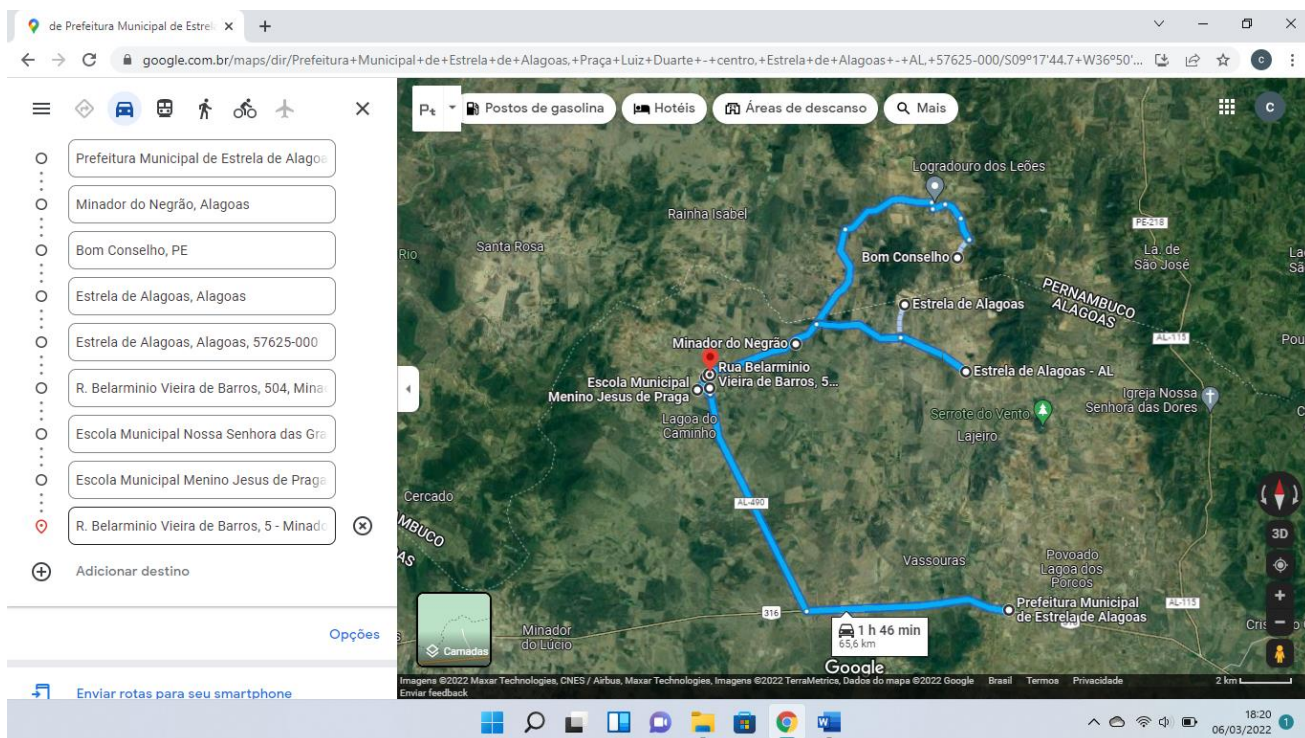 de Prefeitura Municipal de Estrel
google.com.br/maps/dir/Prefeitura+Municipal+de+Estrela+de+Alagoas,+Praça+Luiz+Duarte+-+centro,+Estrela+de+Alagoas+-+AL,+57625-000/S09°17'44.7+W36°50'...
C
Prefeitura Municipal de Estrela de Alagoa
Minador do Negrão, Alagoas
Bom Conselho, PE
Estrela de Alagoas, Alagoas
Estrela de Alagoas, Alagoas, 57625-000
R. Belarminio Vieira de Barros, 504, Mina
Escola Municipal Nossa Senhora das Gra
Escola Municipal Menino Jesus de Praga
R. Belarminio Vieira de Barros, 5 - Minado
Adicionar destino
Opções
Enviar rotas para seu smartphone
Postos de gasolina
Hotéis
Áreas de descanso
Mais
C
Logradouro dos Leões
Rainha Isabel
PE-218
Santa Rosa
Rio
Bom Conselho
La. de
São José
La
Sã
PERNAMBUCO
ALAGOAS
Estrela de Alagoas
AL-115
Pou
Minador do Negrão
Rua Belarminio
Vieira de Barros, 5...
Escola Municipal
Menino Jesus de Praga
Estrela de Alagoas - AL
Igreja Nossa
Senhora das Dores
Serrote do Vento
Lajeiro
Lagoa do
Caminho
Cercado
AL-490
MBUCO
AS
3D
Vassouras
Povoado
Lagoa dos
Porcos
Prefeitura Municipal
de Estrela de Alagoas
AL-115
316
Minador
do Lúcio
1 h 46 min
65,6 km
Camadas
Google
Imagens ©2022 Maxar Technologies, CNES / Airbus, Maxar Technologies, Imagens ©2022 TerraMetrics, Dados do mapa ©2022 Google Brasil Termos Privacidade 2 km
Enviar feedback
18:20
06/03/2022
1